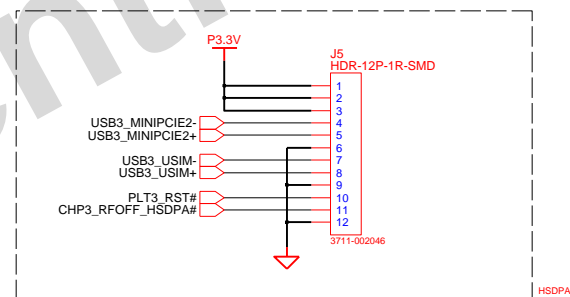 P3.3V
J5
HDR-12P-1R-SMD
1
2
3
USB3_MINIPCIE2- 4
USB3_MINIPCIE2+ 5
6
USB3_USIM- 7
USB3_USIM+ 8
9
PLT3_RST# 10
CHP3_RFOFF_HSDPA# 11
12
3711-002046
HSDPA